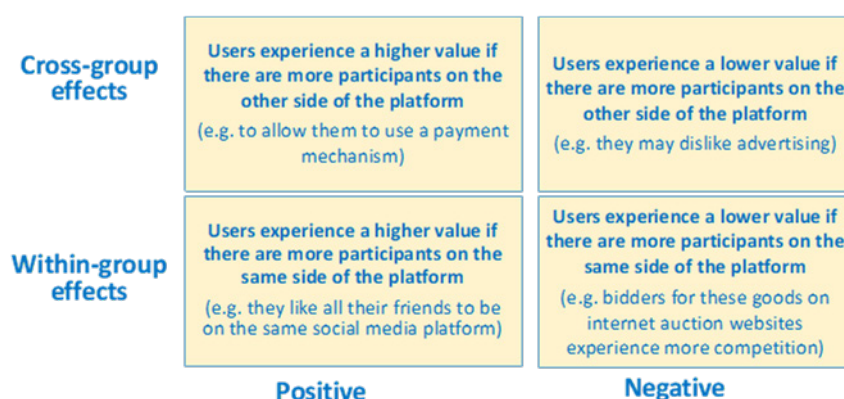 Cross-group
effects
Users experience a higher value if
there are more participants on the
other side of the platform
(e.g. to allow them to use a payment
mechanism)
Users experience a lower value if
there are more participants on the
other side of the platform
(e.g. they may dislike advertising)
Within-group
effects
Users experience a higher value if
there are more participants on the
same side of the platform
(e.g. they like all their friends to be
on the same social media platform)
Users experience a lower value if
there are more participants on the
same side of the platform
(e.g. bidders for these goods on
internet auction websites
experience more competition)
Positive
Negative